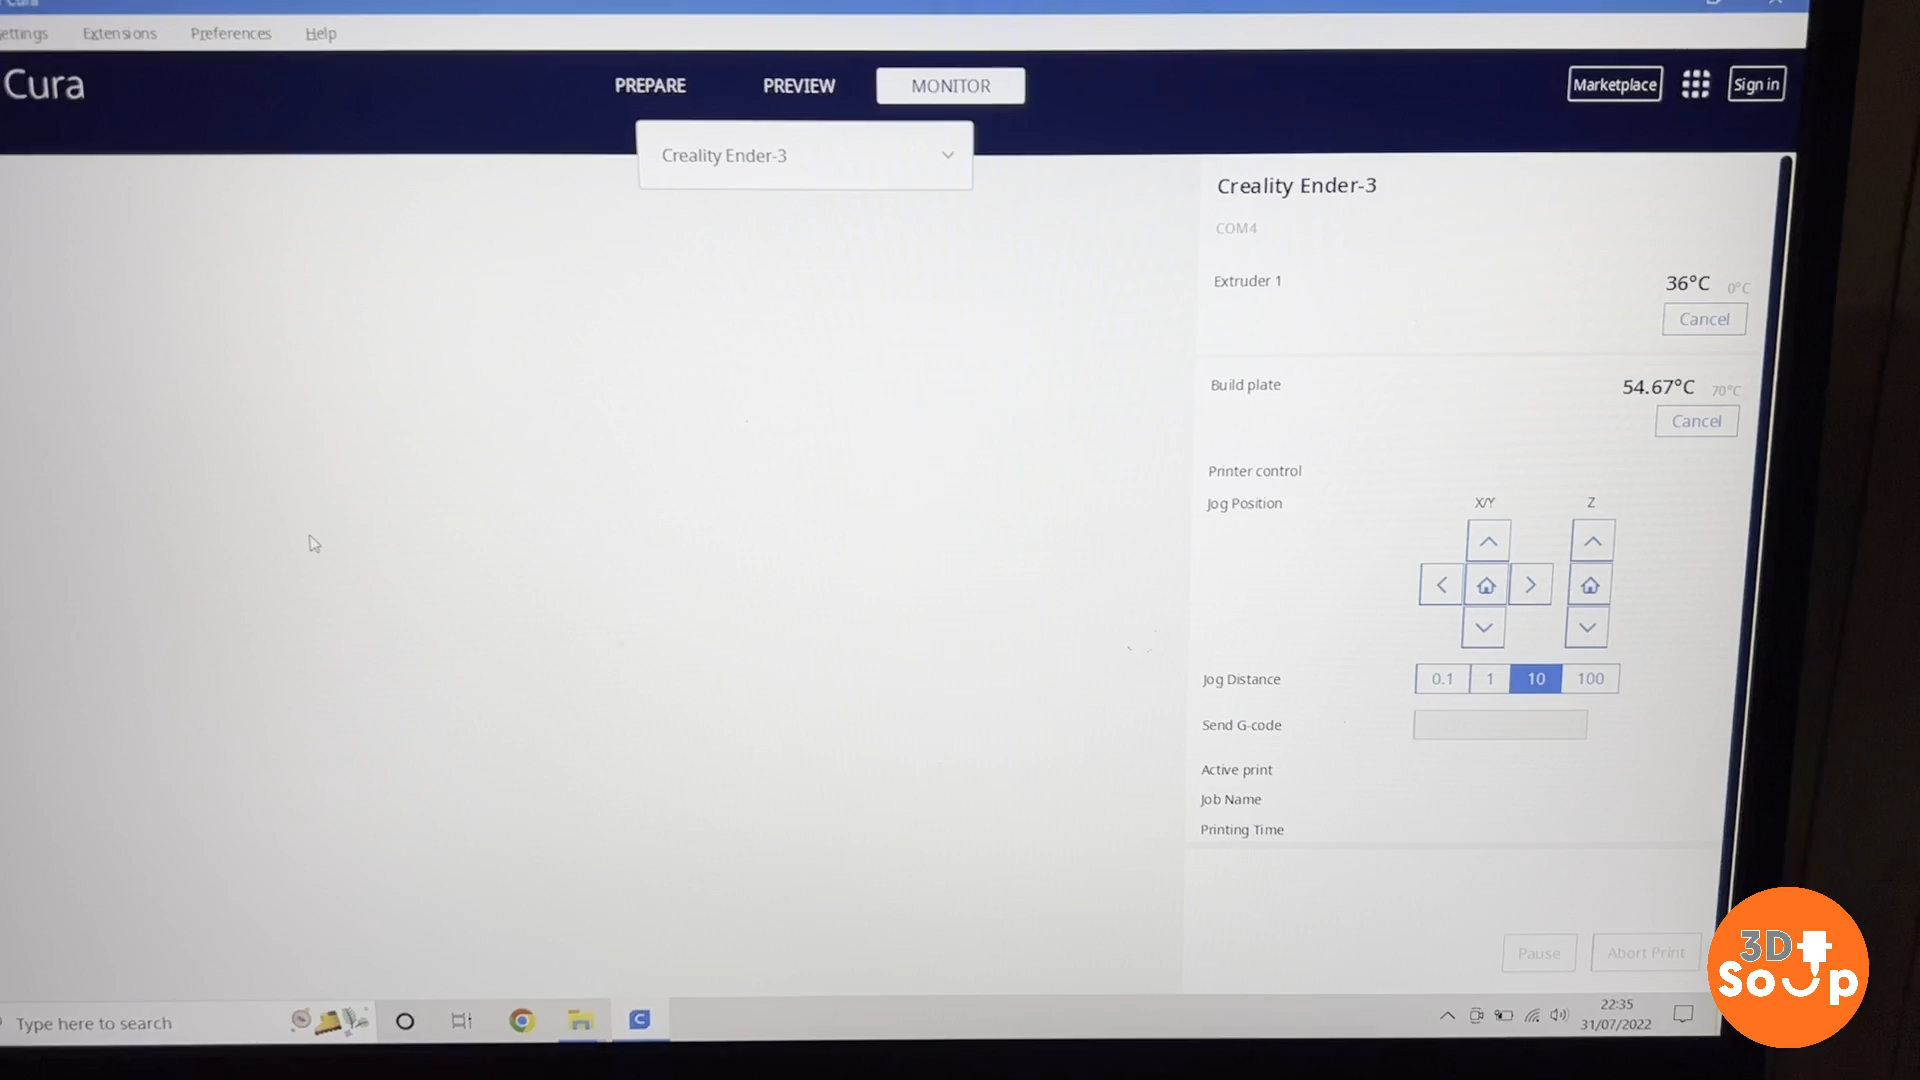 Cura
ettings Extensions Preferences Help
Cura
PREPARE PREVIEW MONITOR
Marketplace Sign in
Creality Ender-3
Creality Ender-3
COM4
Extruder 1 36°C 0°C
Cancel
Build plate 54.67°C 70°C
Cancel
Printer control
Jog Position X/Y Z
Jog Distance 0.1 1 10 100
Send G-code
Active print
Job Name
Printing Time
Pause Abort Print
Type here to search
22:35
31/07/2022
3D
Soup